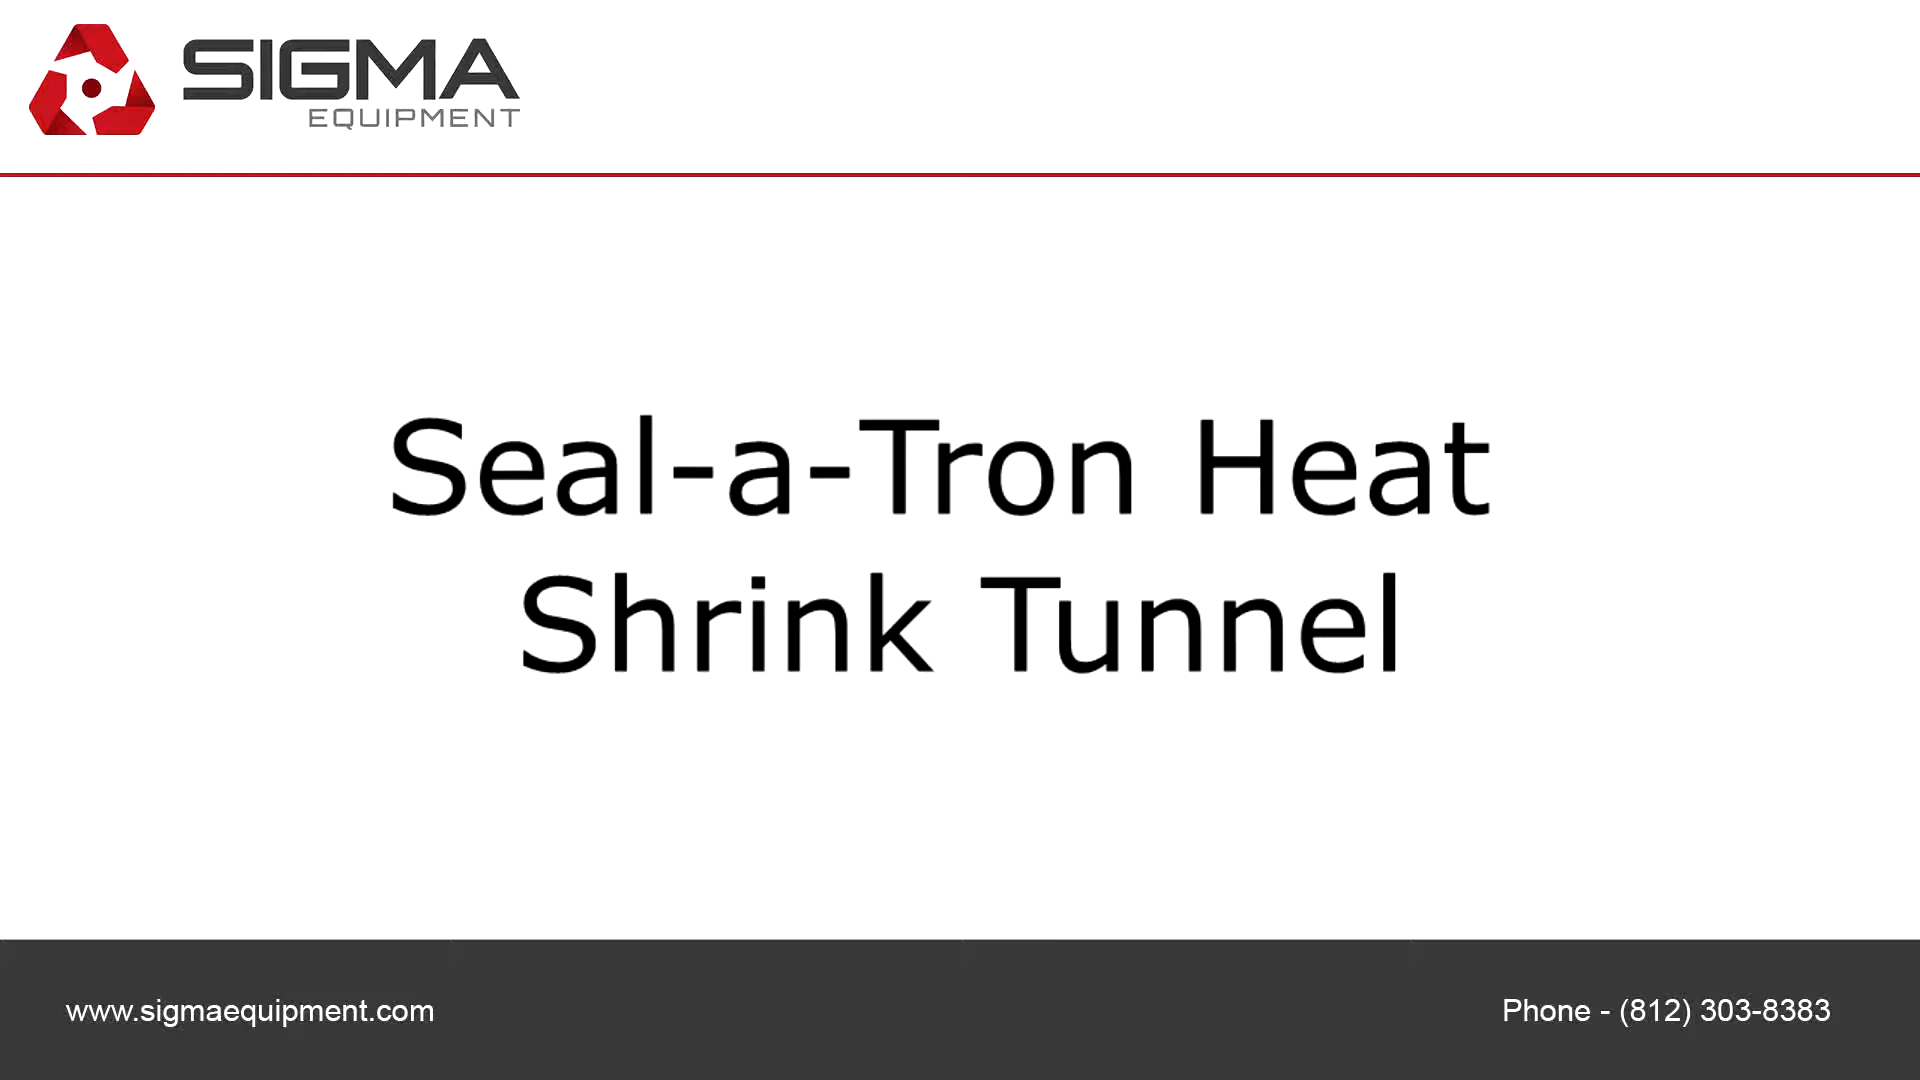 SIGMA
EQUIPMENT
Seal-a-Tron Heat
Shrink Tunnel
www.sigmaequipment.com
Phone - (812) 303-8383